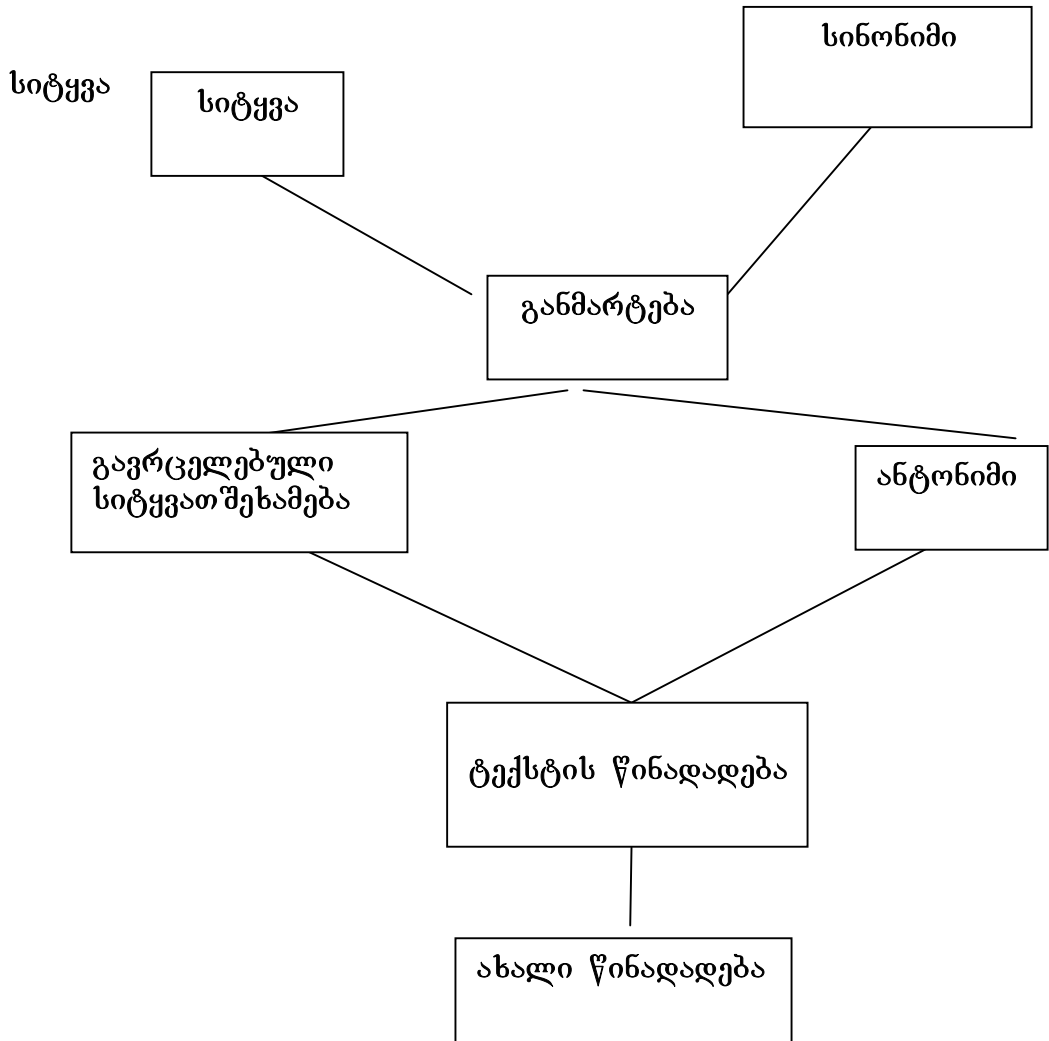 სინონიმი
სიტყვა
სიტყვა
განმარტება
გავრცელებული
სიტყვათშეხამება
ანტონიმი
ტექსტის წინადადება
ახალი წინადადება